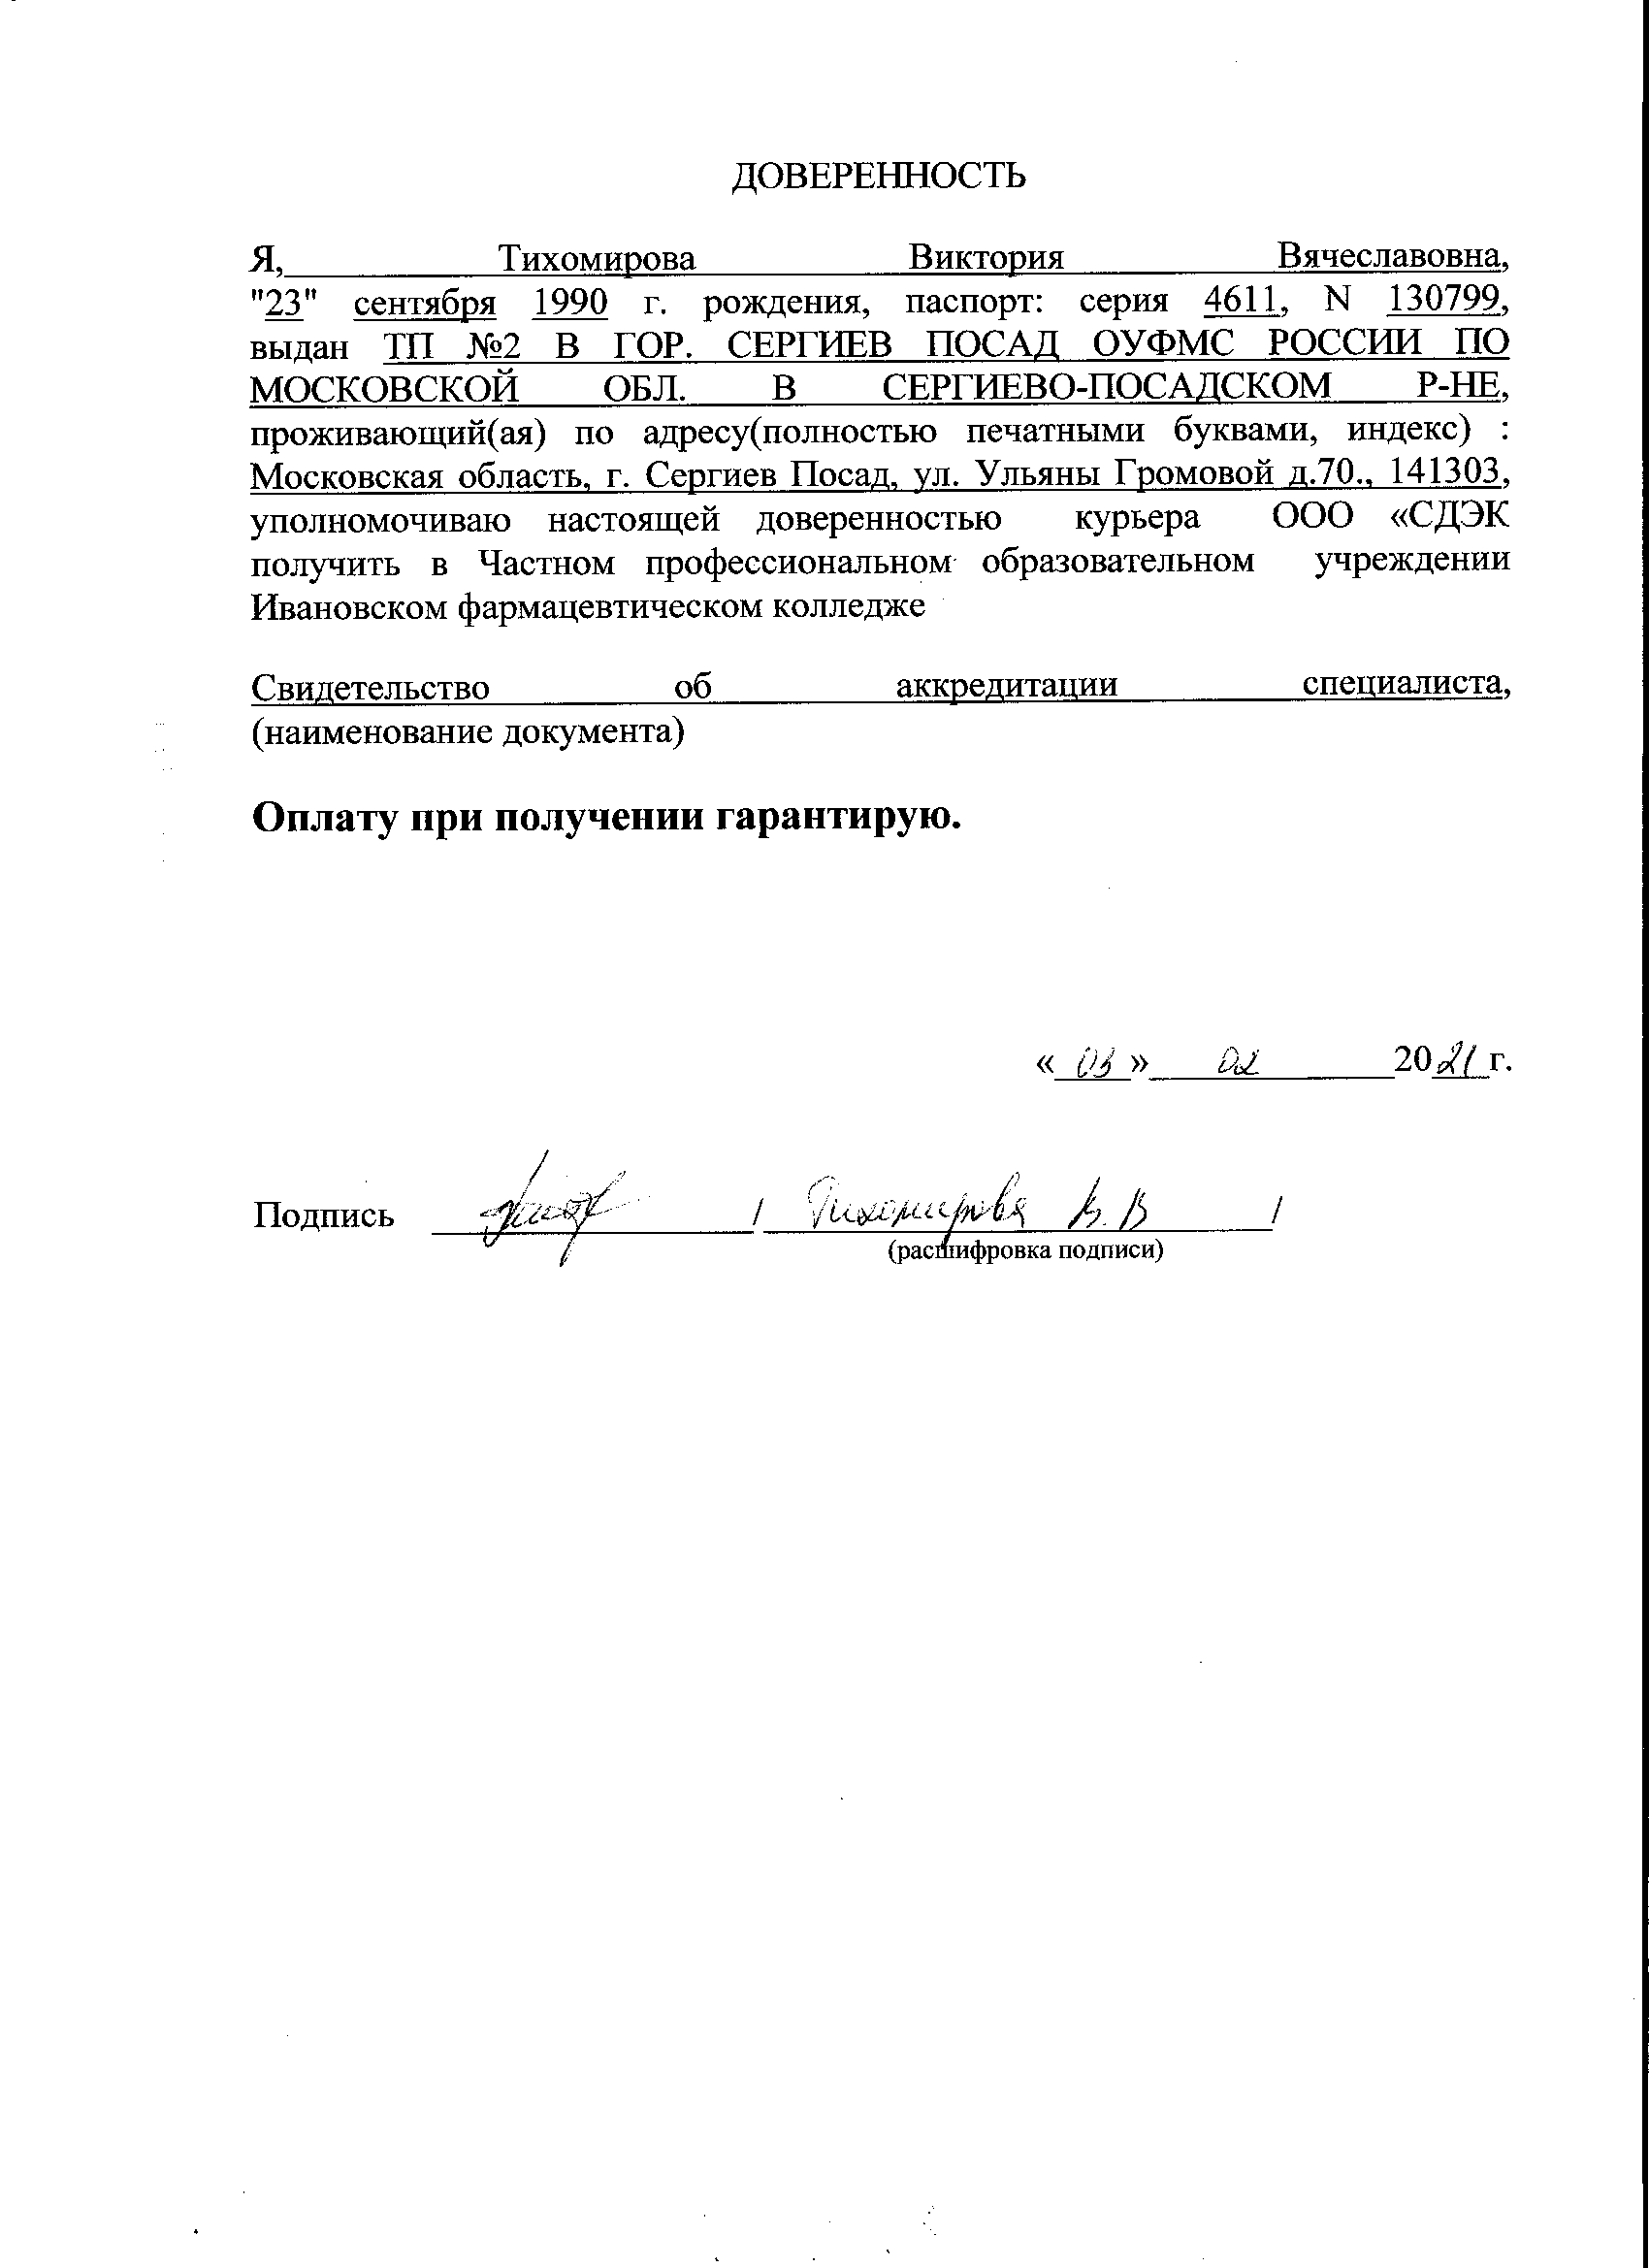 ДОВЕРЕННОСТЬ
Я, Тихомирова Виктория Вячеславовна,
"23" сентября 1990 г. рождения, паспорт: серия 4611, N 130799,
выдан ТП №2 В ГОР. СЕРГИЕВ ПОСАД ОУФМС РОССИИ ПО
МОСКОВСКОЙ ОБЛ. В СЕРГИЕВО-ПОСАДСКОМ Р-НЕ,
проживающий(ая) по адресу(полностью печатными буквами, индекс) :
Московская область, г. Сергиев Посад, ул. Ульяны Громовой д.70., 141303,
уполномочиваю настоящей доверенностью курьера ООО «СДЭК
получить в Частном профессиональном образовательном учреждении
Ивановском фармацевтическом колледже
Свидетельство об аккредитации специалиста,
(наименование документа)
Оплату при получении гарантирую.
«03» 02 2021 г.
Подпись / Тихомирова В.В /
(расшифровка подписи)